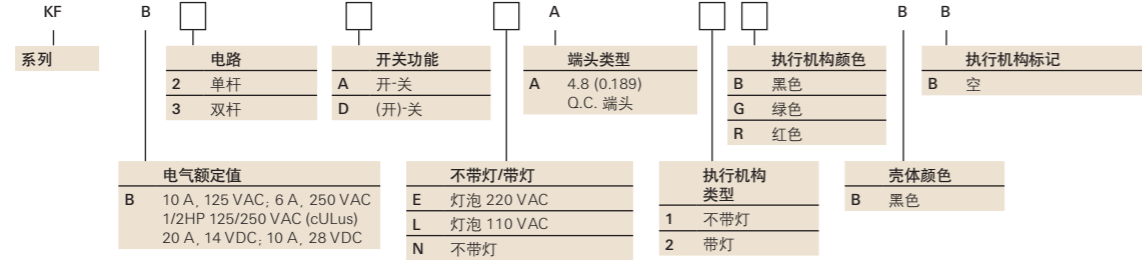 KF B A B B
系列
电路
2 单杆
3 双杆
开关功能
A 开-关
D (开)-关
端头类型
A 4.8 (0.189)
Q.C. 端头
执行机构颜色
B 黑色
G 绿色
R 红色
执行机构标记
B 空
电气额定值
B 10 A, 125 VAC; 6 A, 250 VAC
1/2HP 125/250 VAC (cULus)
20 A, 14 VDC; 10 A, 28 VDC
不带灯/带灯
E 灯泡 220 VAC
L 灯泡 110 VAC
N 不带灯
执行机构
类型
1 不带灯
2 带灯
壳体颜色
B 黑色